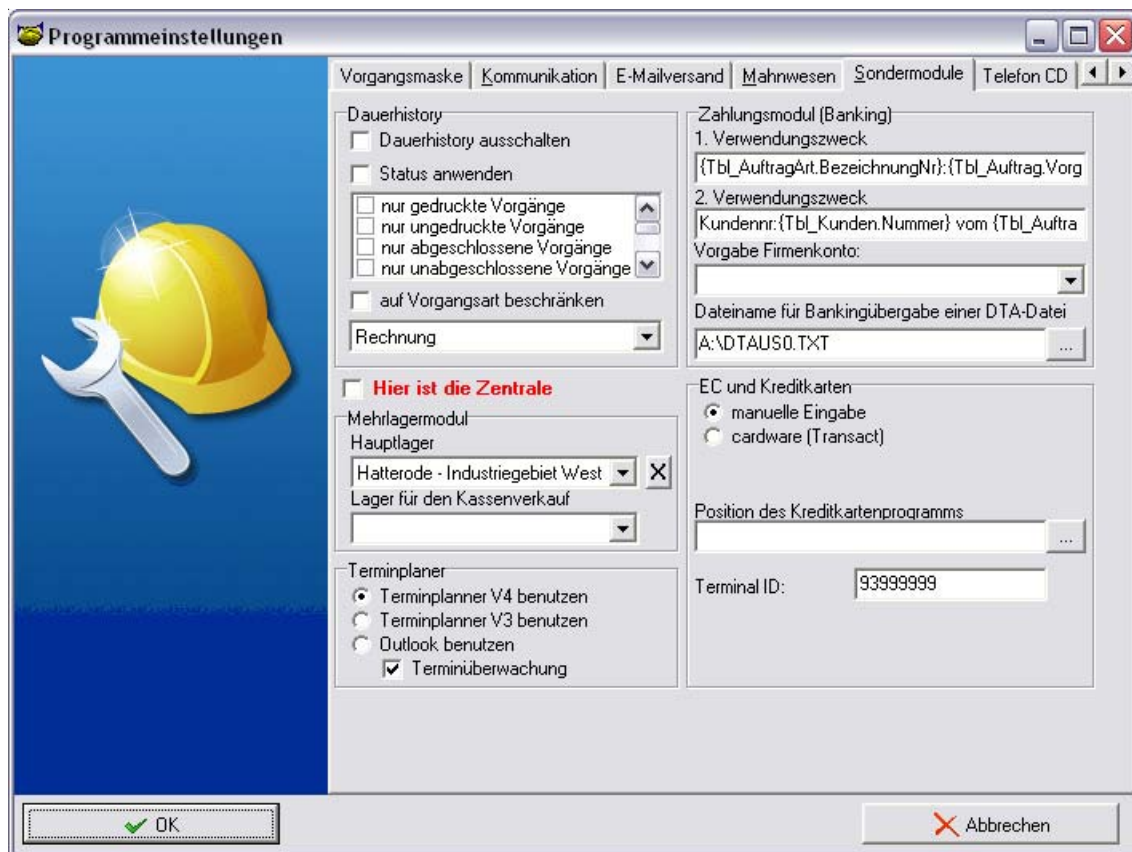 Programmeinstellungen
Vorgangsmaske Kommunikation E-Mailversand Mahnwesen Sondermodule Telefon CD
Dauerhistory
Dauerhistory ausschalten
Status anwenden
nur gedruckte Vorgänge
nur ungedruckte Vorgänge
nur abgeschlossene Vorgänge
nur unabgeschlossene Vorgänge
auf Vorgangsart beschränken
Rechnung
Hier ist die Zentrale
Mehrlagermodul
Hauptlager
Hatterode - Industriegebiet West X
Lager für den Kassenverkauf
Terminplaner
Terminplanner V4 benutzen
Terminplanner V3 benutzen
Outlook benutzen
Terminüberwachung
Zahlungsmodul (Banking)
1. Verwendungszweck
{Tbl_AuftragArt.BezeichnungNr}:{Tbl_Auftrag.Vorg
2. Verwendungszweck
Kundennr:{Tbl_Kunden.Nummer} vom {Tbl_Auftra
Vorgabe Firmenkonto:
Dateiname für Bankingübergabe einer DTA-Datei
A:\DTAUS0.TXT ...
EC und Kreditkarten
manuelle Eingabe
cardware (Transact)
Position des Kreditkartenprogramms
...
Terminal ID: 93999999
OK
Abbrechen